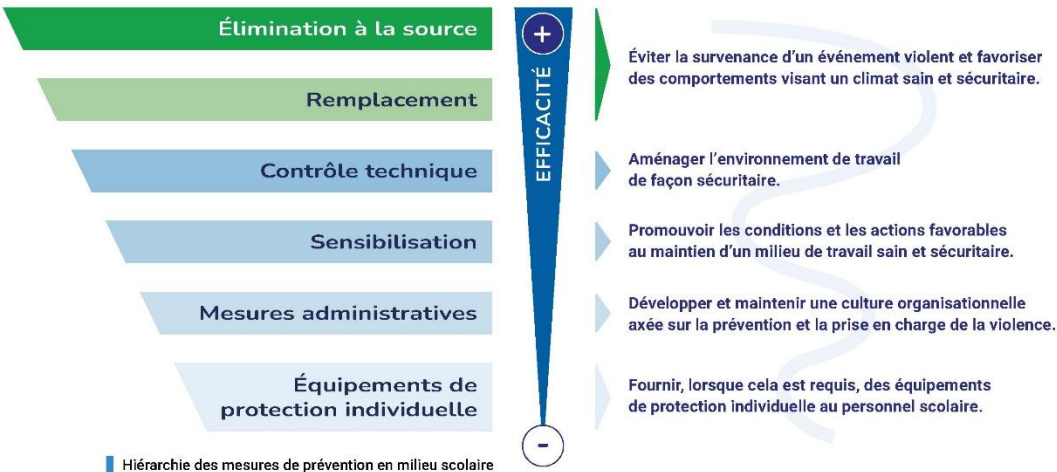 Élimination à la source
Remplacement
Contrôle technique
Sensibilisation
Mesures administratives
Équipements de
protection individuelle
+
EFFICACITÉ
-
Éviter la survenance d’un événement violent et favoriser
des comportements visant un climat sain et sécuritaire.
Aménager l’environnement de travail
de façon sécuritaire.
Promouvoir les conditions et les actions favorables
au maintien d’un milieu de travail sain et sécuritaire.
Développer et maintenir une culture organisationnelle
axée sur la prévention et la prise en charge de la violence.
Fournir, lorsque cela est requis, des équipements
de protection individuelle au personnel scolaire.
Hiérarchie des mesures de prévention en milieu scolaire